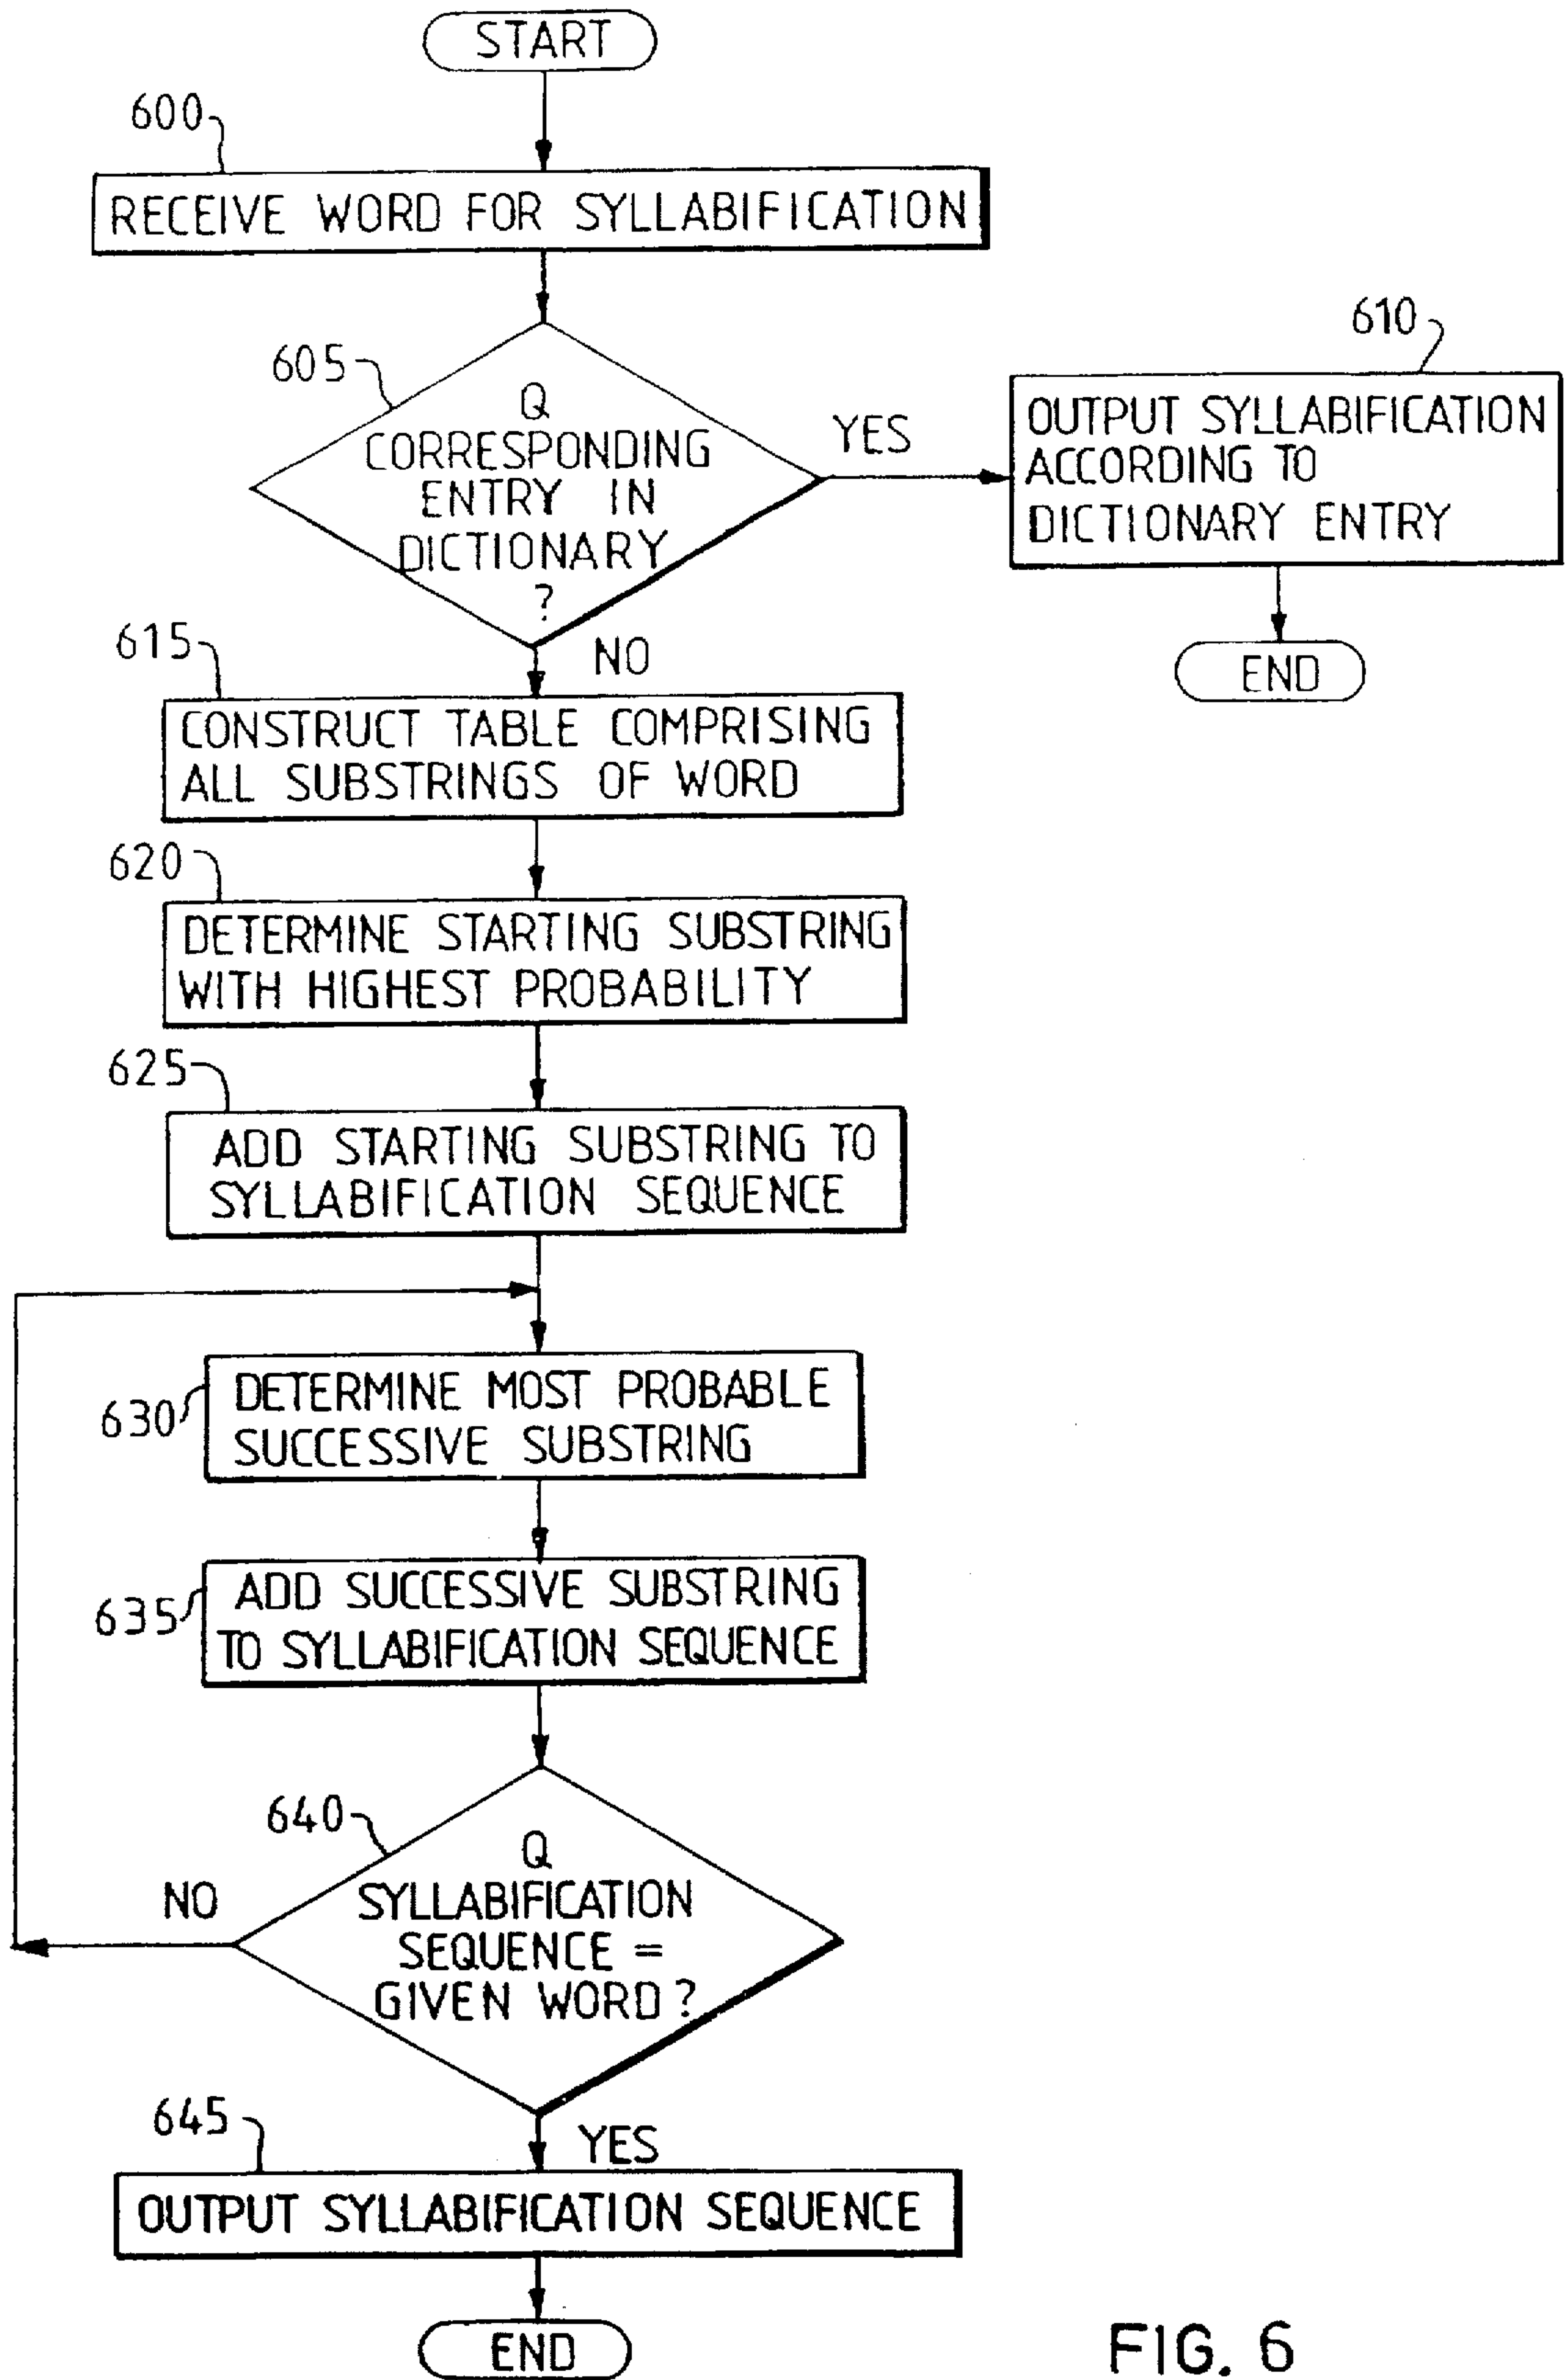 START
600
RECEIVE WORD FOR SYLLABIFICATION
605
Q
CORRESPONDING
ENTRY IN
DICTIONARY
?
YES
610
OUTPUT SYLLABIFICATION
ACCORDING TO
DICTIONARY ENTRY
END
NO
615
CONSTRUCT TABLE COMPRISING
ALL SUBSTRINGS OF WORD
620
DETERMINE STARTING SUBSTRING
WITH HIGHEST PROBABILITY
625
ADD STARTING SUBSTRING TO
SYLLABIFICATION SEQUENCE
630
DETERMINE MOST PROBABLE
SUCCESSIVE SUBSTRING
635
ADD SUCCESSIVE SUBSTRING
TO SYLLABIFICATION SEQUENCE
640
Q
SYLLABIFICATION
SEQUENCE =
GIVEN WORD?
NO
YES
645
OUTPUT SYLLABIFICATION SEQUENCE
END
FIG. 6